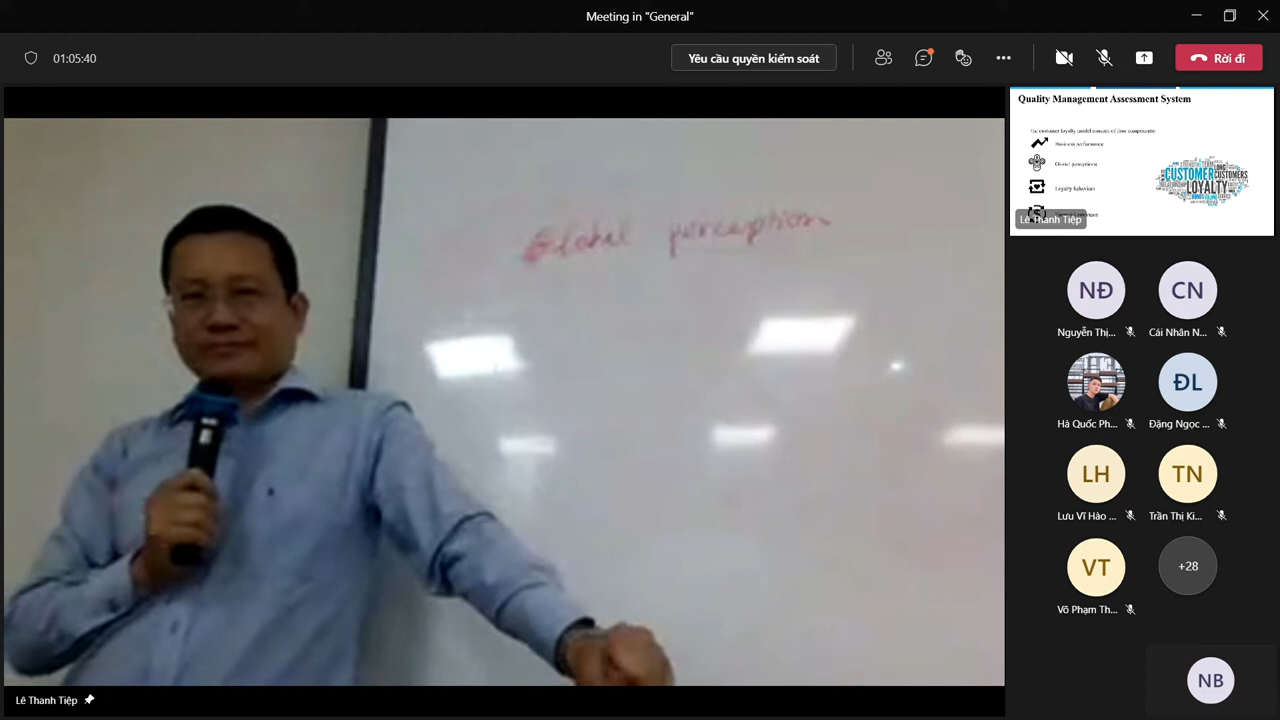 Meeting in "General"
01:05:40
Yêu cầu quyền kiểm soát
Rời đi
Global perception
Lê Thanh Tiệp
Quality Management Assessment System
Business performance
Global perceptions
Loyalty behaviors
CUSTOMER
LOYALTY
CUSTOMERS
LONG
Lê Thanh Tiệp
NĐ
CN
Nguyễn Thị...
Cái Nhân N...
ĐL
Hà Quốc Ph...
Đặng Ngọc ...
LH
TN
Lưu Vĩ Hào ...
Trần Thị Ki...
VT
+28
Võ Phạm Th...
NB